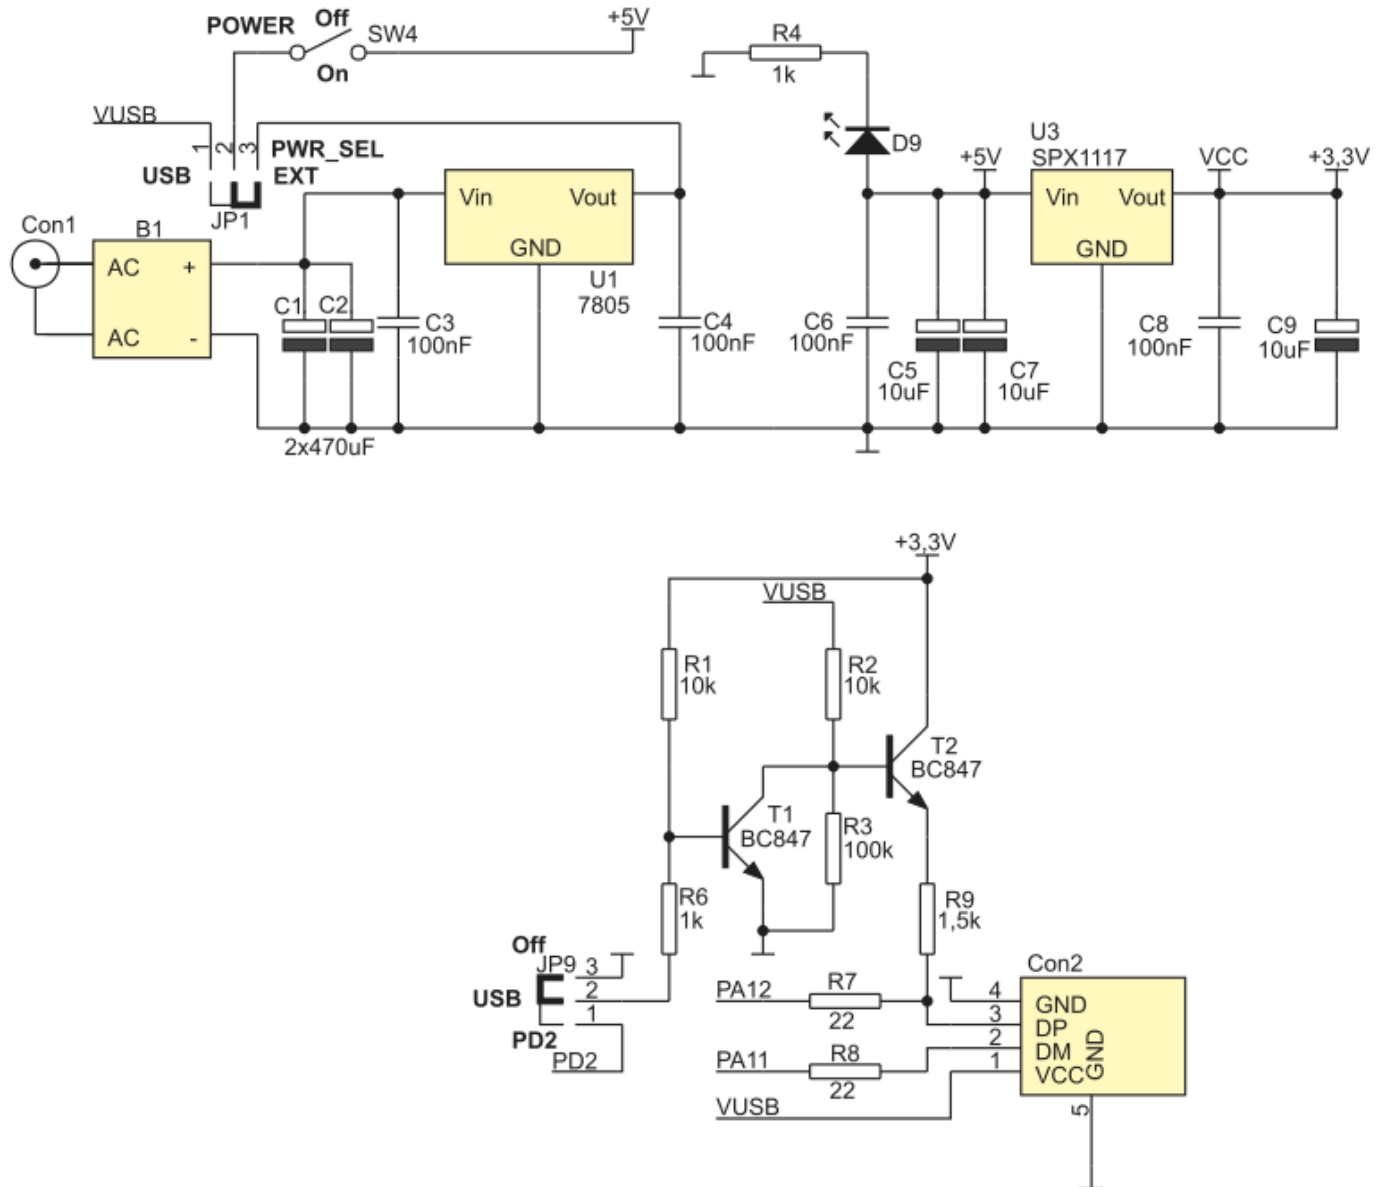 POWER Off SW4 +5V
On
R4
1k
VUSB
1 2 3 PWR_SEL
USB EXT
JP1
D9
+5V
U3
SPX1117
VCC
+3,3V
Con1
B1
AC +
AC -
Vin Vout
GND
U1
7805
Vin Vout
GND
C1 C2
2x470uF
C3
100nF
C4
100nF
C6
100nF
C5
10uF
C7
10uF
C8
100nF
C9
10uF
+3,3V
VUSB
R1
10k
R2
10k
T2
BC847
T1
BC847
R3
100k
R6
1k
R9
1,5k
Off
JP9 3
USB 2
1
PD2
PD2
PA12 R7
22
PA11 R8
22
VUSB
Con2
4 GND
3 DP
2 DM
1 VCC
GND
5